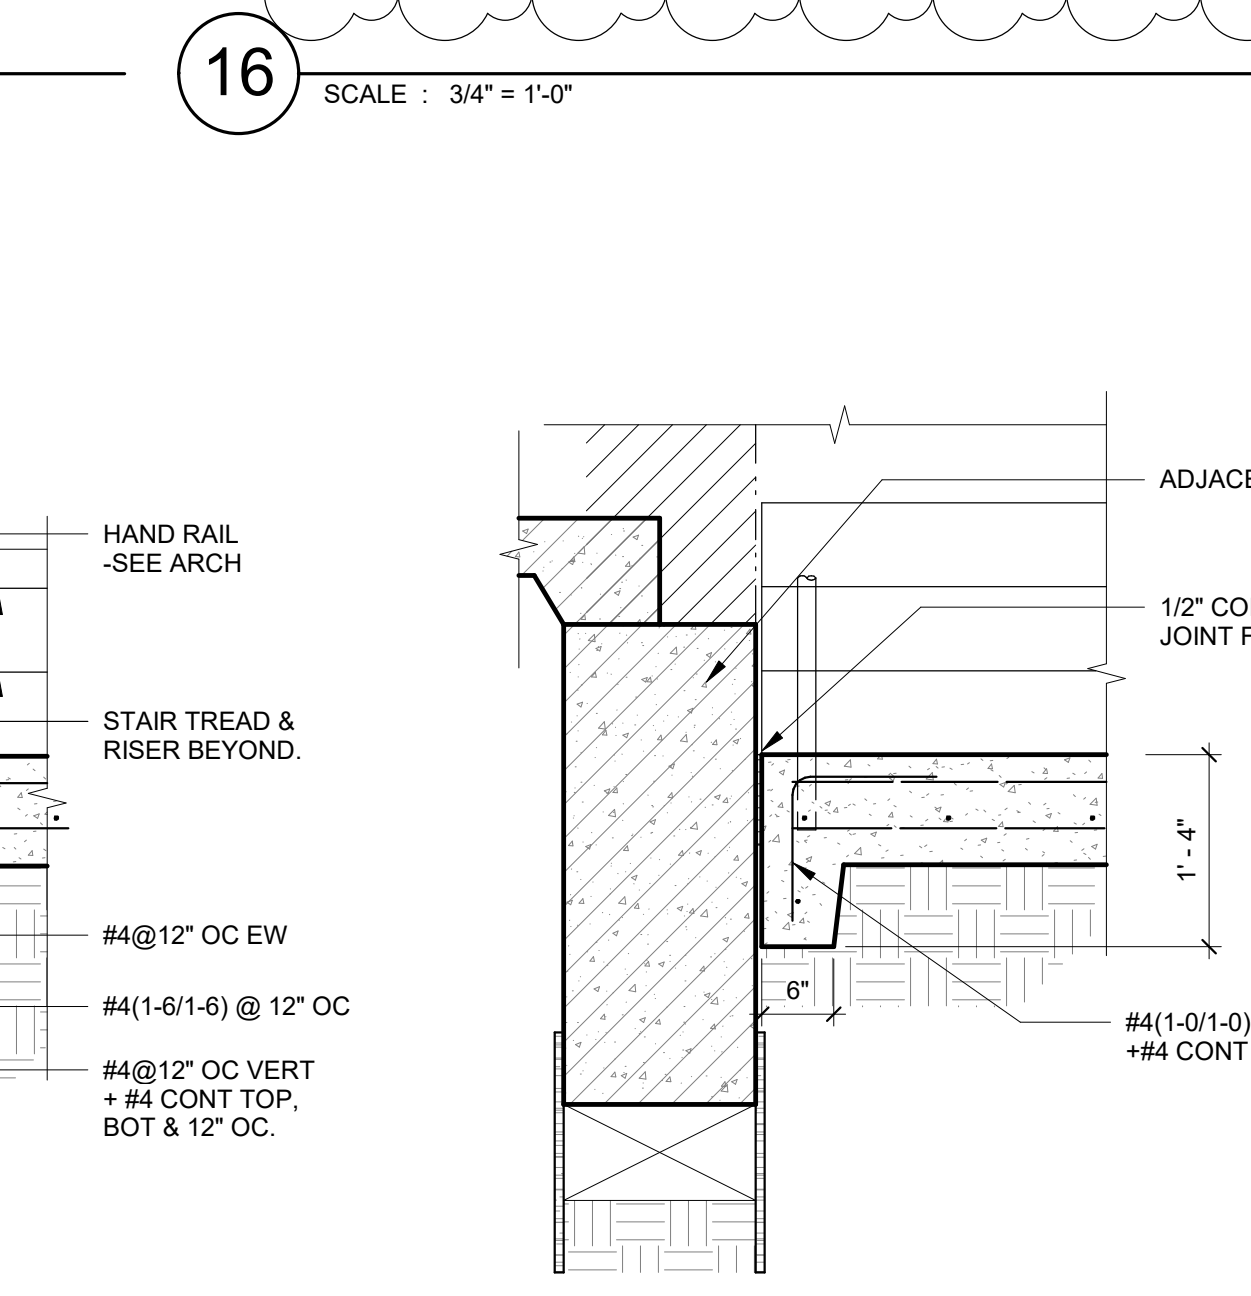 16
SCALE : 3/4" = 1'-0"
HAND RAIL
-SEE ARCH
STAIR TREAD &
RISER BEYOND.
#4@12" OC EW
#4(1-6/1-6) @ 12" OC
#4@12" OC VERT
+ #4 CONT TOP,
BOT & 12" OC.
1/2"
JOINT
1' - 4"
6"
#4(1-0/1-0)
+#4 CONT